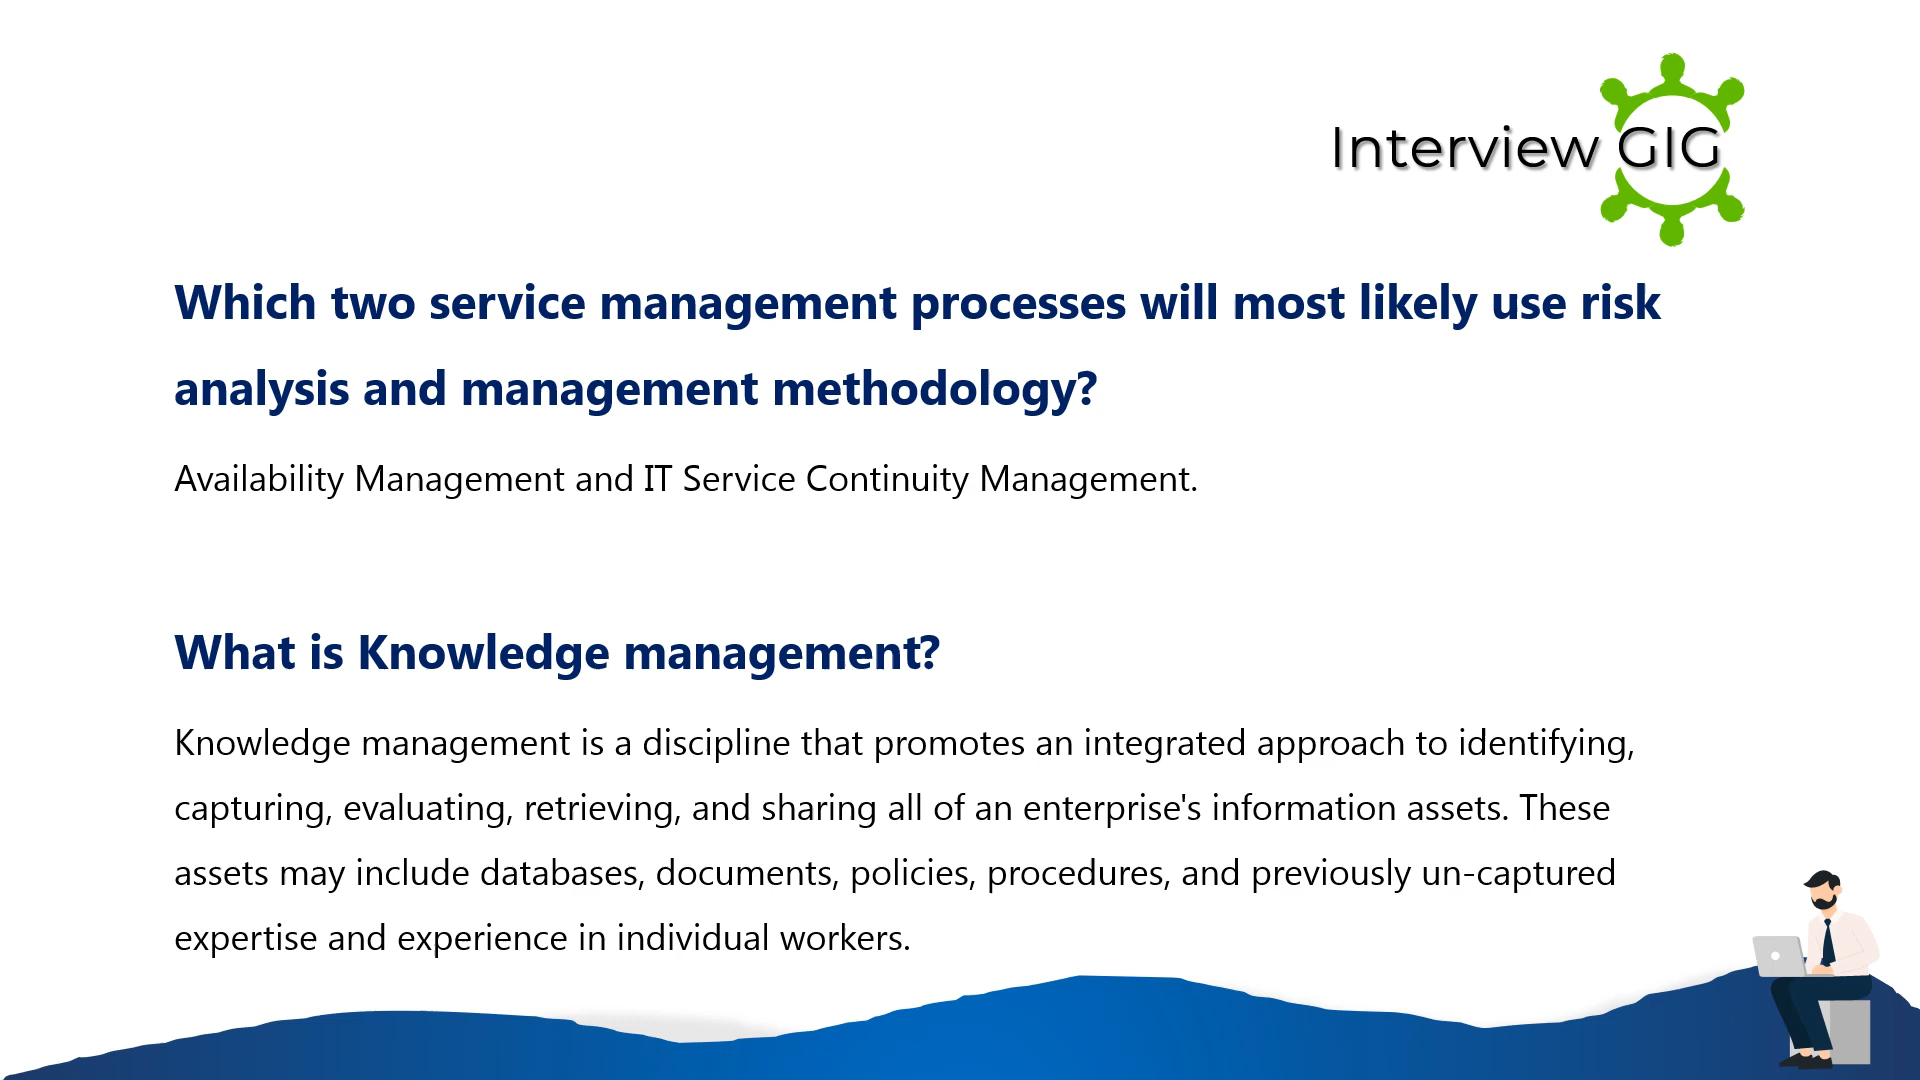 Interview GIG
Which two service management processes will most likely use risk
analysis and management methodology?
Availability Management and IT Service Continuity Management.
What is Knowledge management?
Knowledge management is a discipline that promotes an integrated approach to identifying,
capturing, evaluating, retrieving, and sharing all of an enterprise's information assets. These
assets may include databases, documents, policies, procedures, and previously un-captured
expertise and experience in individual workers.